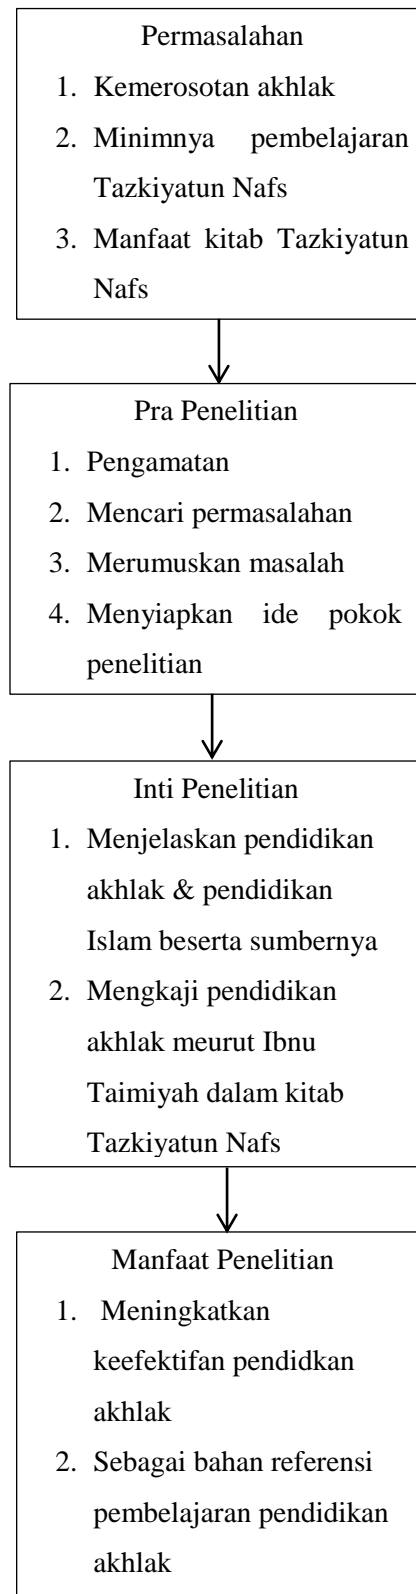 Permasalahan
1. Kemerosotan akhlak
2. Minimnya pembelajaran
Tazkiyatun Nafs
3. Manfaat kitab Tazkiyatun
Nafs
Pra Penelitian
1. Pengamatan
2. Mencari permasalahan
3. Merumuskan masalah
4. Menyiapkan ide pokok
penelitian
Inti Penelitian
1. Menjelaskan pendidikan
akhlak & pendidikan
Islam beserta sumbernya
2. Mengkaji pendidikan
akhlak meurut Ibnu
Taimiyah dalam kitab
Tazkiyatun Nafs
Manfaat Penelitian
1. Meningkatkan
keefektifan pendidkan
akhlak
2. Sebagai bahan referensi
pembelajaran pendidikan
akhlak